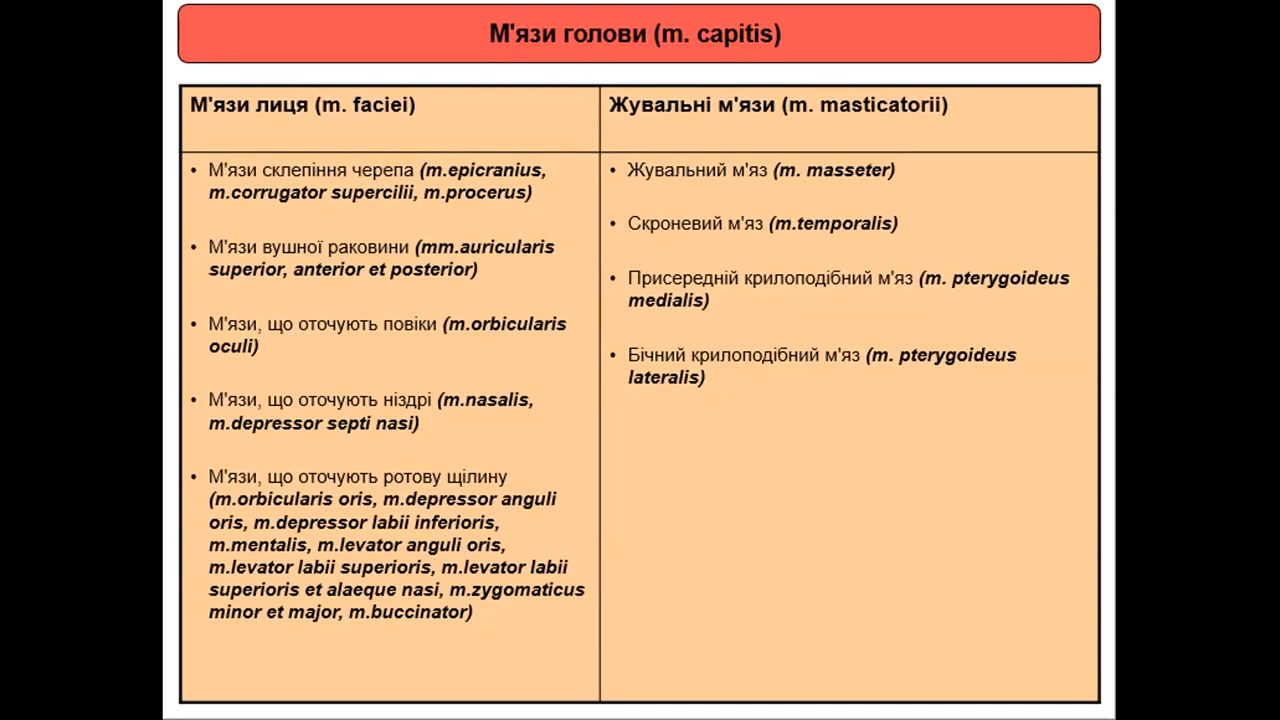 М'язи голови (m. capitis)
М'язи лиця (m. faciei)
Жувальні м'язи (m. masticatorii)
• М'язи склепіння черепа (m.epicranius,
m.corrugator supercilii, m.procerus)
• М'язи вушної раковини (mm.auricularis
superior, anterior et posterior)
• М'язи, що оточують повіки (m.orbicularis
oculi)
• М'язи, що оточують ніздрі (m.nasalis,
m.depressor septi nasi)
• М'язи, що оточують ротову щілину
(m.orbicularis oris, m.depressor anguli
oris, m.depressor labii inferioris,
m.mentalis, m.levator anguli oris,
m.levator labii superioris, m.levator labii
superioris et alaeque nasi, m.zygomaticus
minor et major, m.buccinator)
• Жувальний м'яз (m. masseter)
• Скроневий м'яз (m.temporalis)
• Присередній крилоподібний м'яз (m. pterygoideus
medialis)
• Бічний крилоподібний м'яз (m. pterygoideus
lateralis)